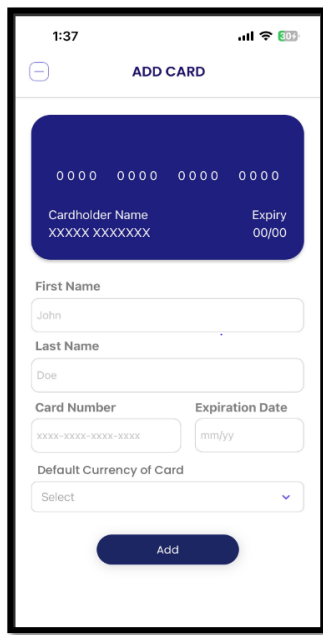 1:37 30+
ADD CARD
0000 0000 0000 0000
Cardholder Name Expiry
XXXXX XXXXXXX 00/00
First Name
John
Last Name
Doe
Card Number Expiration Date
xxxx-xxxx-xxxx-xxxx mm/yy
Default Currency of Card
Select
Add